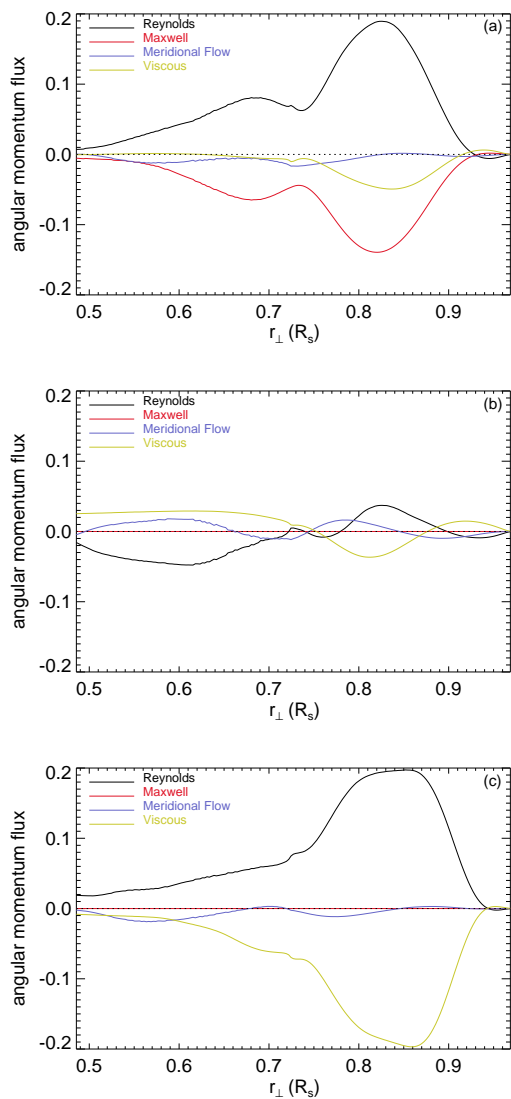 0.2
(a)
Reynolds
Maxwell
Meridional Flow
Viscous
0.1
0.0
-0.1
-0.2
angular momentum flux
0.5 0.6 0.7 0.8 0.9
r⊥ (Rs)
0.2
(b)
Reynolds
Maxwell
Meridional Flow
Viscous
0.1
0.0
-0.1
-0.2
angular momentum flux
0.5 0.6 0.7 0.8 0.9
r⊥ (Rs)
0.2
(c)
Reynolds
Maxwell
Meridional Flow
Viscous
0.1
0.0
-0.1
-0.2
angular momentum flux
0.5 0.6 0.7 0.8 0.9
r⊥ (Rs)